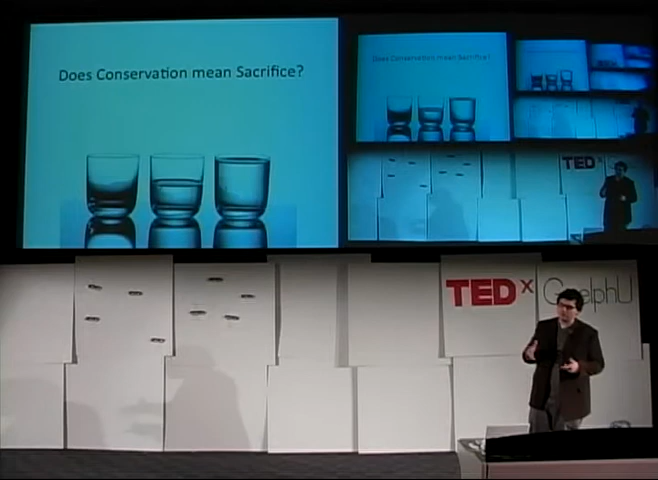 Does Conservation mean Sacrifice?
Does Conservation mean Sacrifice?
TEDx
TEDx GuelphU